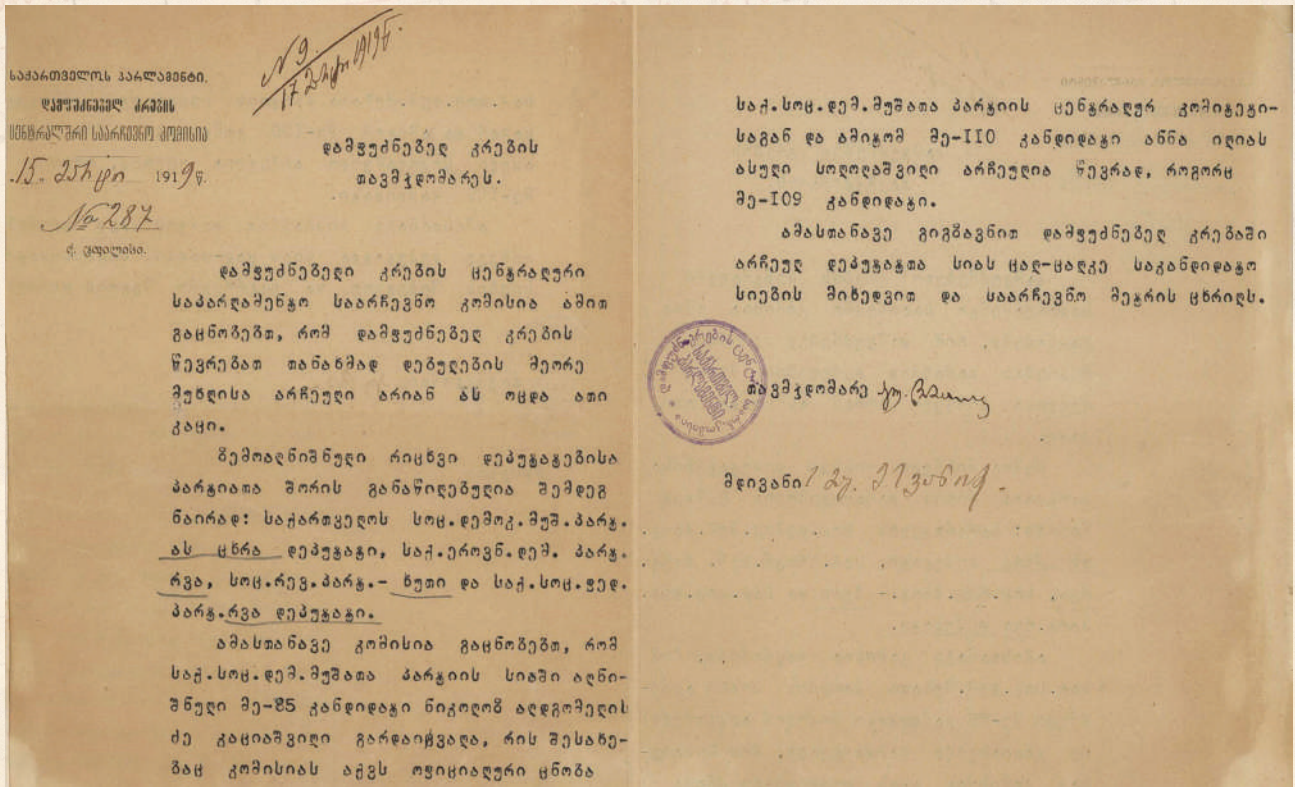 № 9.
17 მარტი 1919 წ.
საქართველოს პარლამენტი.
დამფუძნებელ კრების
ცენტრალური საარჩევნო კომისია
15. მარტი 1919 წ.
№ 287
ქ. ტფილისი.
დამფუძნებელ კრების
თავმჯდომარეს.
დამფუძნებელი კრების ცენტრალური
საპარლამენტო საარჩევნო კომისია ამით
გაცნობებთ, რომ დამფუძნებელ კრების
წევრებათ თანახმად დებულების მეორე
მუხლისა არჩეული არიან ას ოცდა ათი
კაცი.
ზემოაღნიშნული რიცხვი დეპუტატებისა
პარტიათა შორის განაწილებულია შემდეგ
ნაირად: საქართველოს სოც.დემოკ.მუშ.პარტ.
ას ცხრა დეპუტატი, საქ.ეროვნ.დემ. პარტ.
რვა, სოც.რევ.პარტ.- ხუთი და საქ.სოც.ფედ.
პარტ.რვა დეპუტატი.
ამასთანავე კომისია გაცნობებთ, რომ
საქ.სოც.დემ.მუშათა პარტიის სიაში აღნი-
შნული მე-85 კანდიდატი ნიკოლოზ აღდგომელის
ძე კაციაშვილი გარდაიცვალა, რის შესახე-
ბაც კომისიას აქვს ოფიციალური ცნობა
საქ.სოც.დემ.მუშათა პარტიის ცენტრალურ კომიტეტი-
საგან და ამიტომ მე-110 კანდიდატი ანნა ილიას
ასული სოლოღაშვილი არჩეულია წევრად, როგორც
მე-109 კანდიდატი.
ამასთანავე გიგზავნით დამფუძნებელ კრებაში
არჩეულ დეპუტატთა სიას ცალ-ცალკე საკანდიდატო
სიების მიხედვით და საარჩევნო მეტრის ცხრილს.
თავმჯდომარე
მდივანი